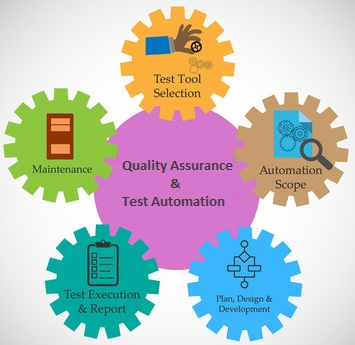 Test Tool
Selection
Automation
Scope
Plan, Design &
Development
Test Execution
& Report
Maintenance
Quality Assurance
&
Test Automation